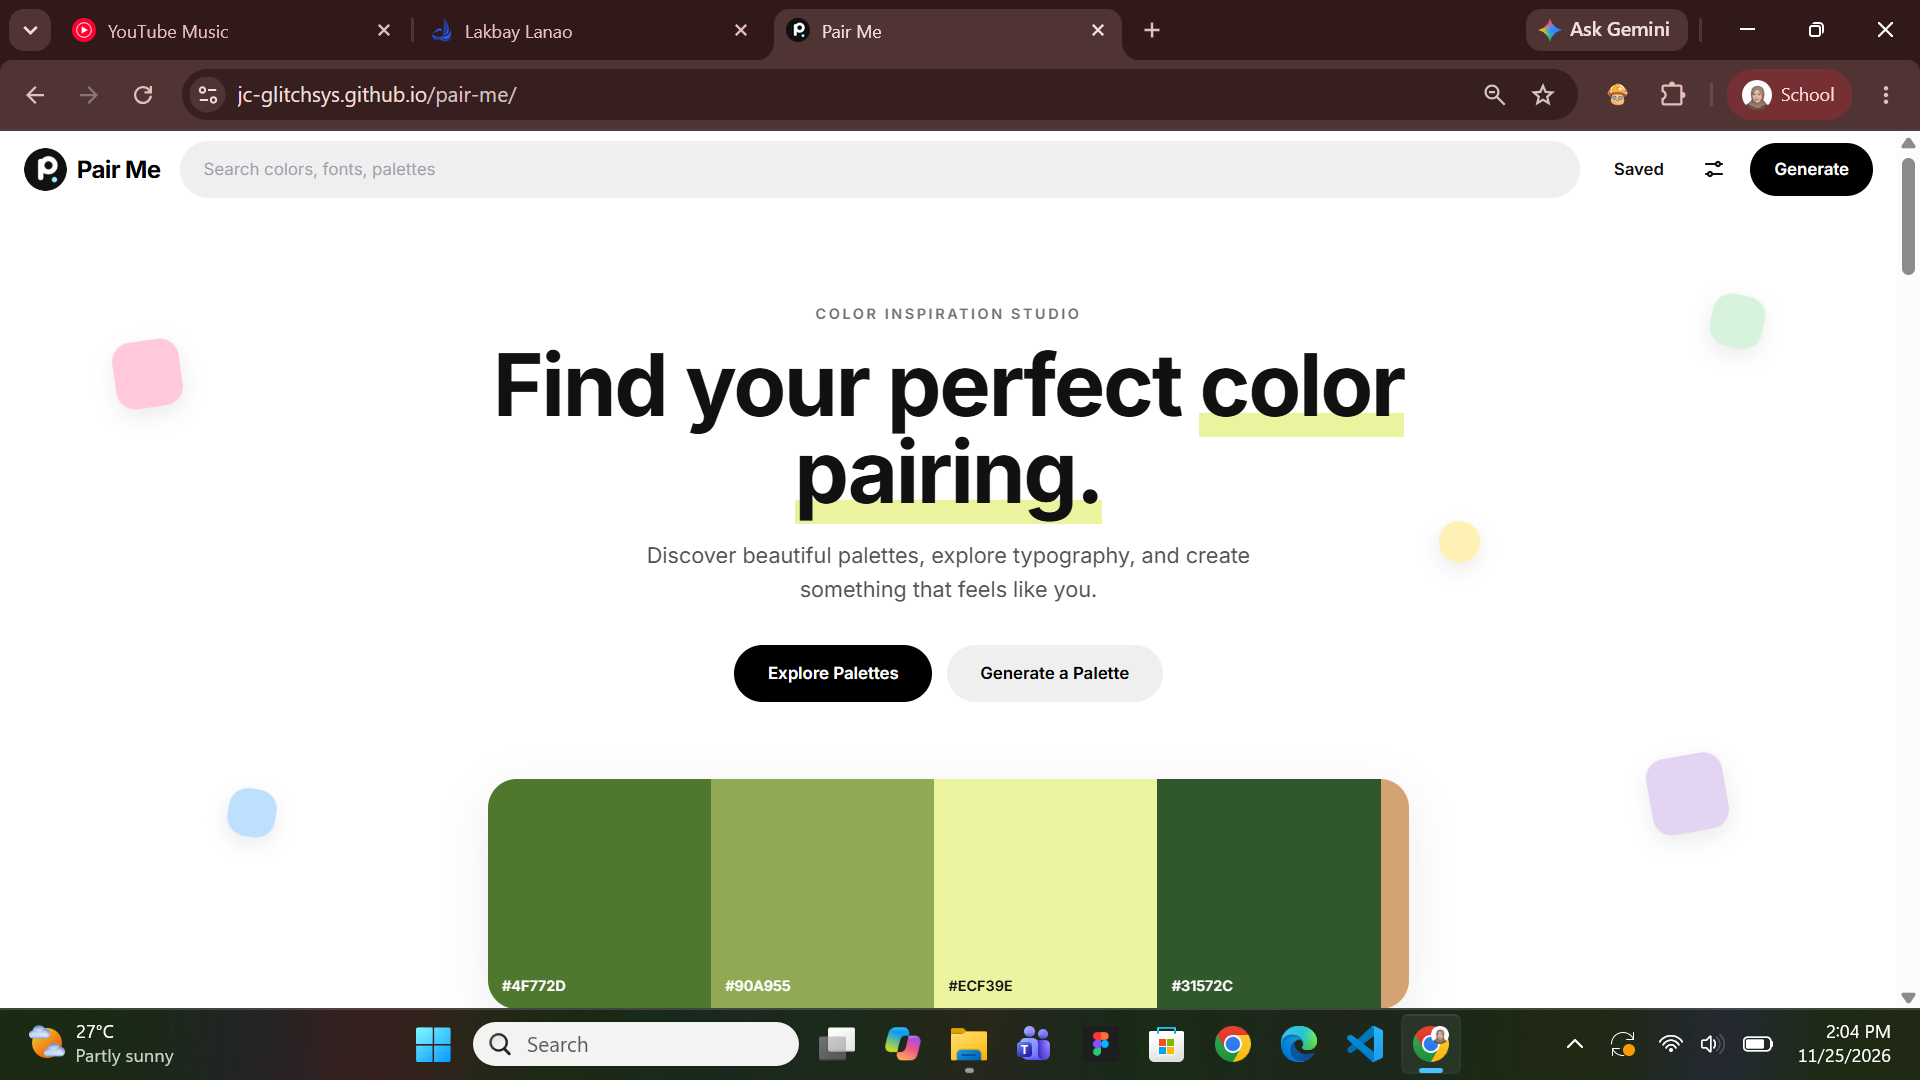 YouTube Music
Lakbay Lanao
Pair Me
Ask Gemini
jc-glitchsys.github.io/pair-me/
School
Pair Me
Search colors, fonts, palettes
Saved
Generate
COLOR INSPIRATION STUDIO
Find your perfect color
pairing.
Discover beautiful palettes, explore typography, and create
something that feels like you.
Explore Palettes
Generate a Palette
#4F772D
#90A955
#ECF39E
#31572C
27°C
Partly sunny
Search
2:04 PM
11/25/2026